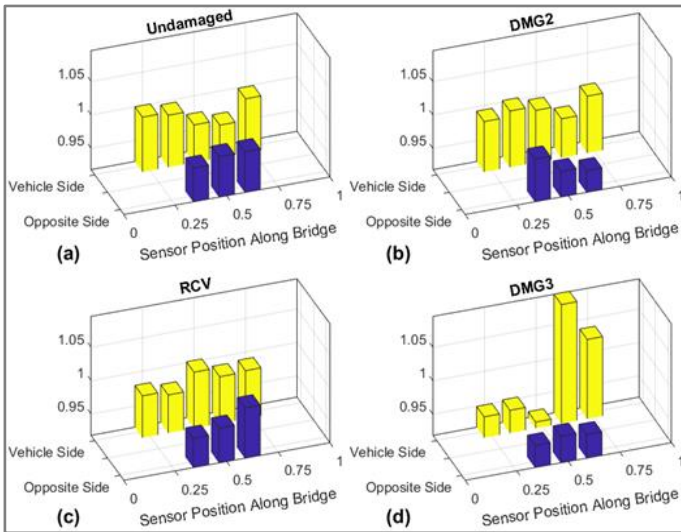 Undamaged
1.05
1
0.95
Vehicle Side
Opposite Side
0
0.25
0.5
0.75
1
Sensor Position Along Bridge
(a)
DMG2
1.05
1
0.95
Vehicle Side
Opposite Side
0
0.25
0.5
0.75
1
Sensor Position Along Bridge
(b)
RCV
1.05
1
0.95
Vehicle Side
Opposite Side
0
0.25
0.5
0.75
1
Sensor Position Along Bridge
(c)
DMG3
1.05
1
0.95
Vehicle Side
Opposite Side
0
0.25
0.5
0.75
1
Sensor Position Along Bridge
(d)